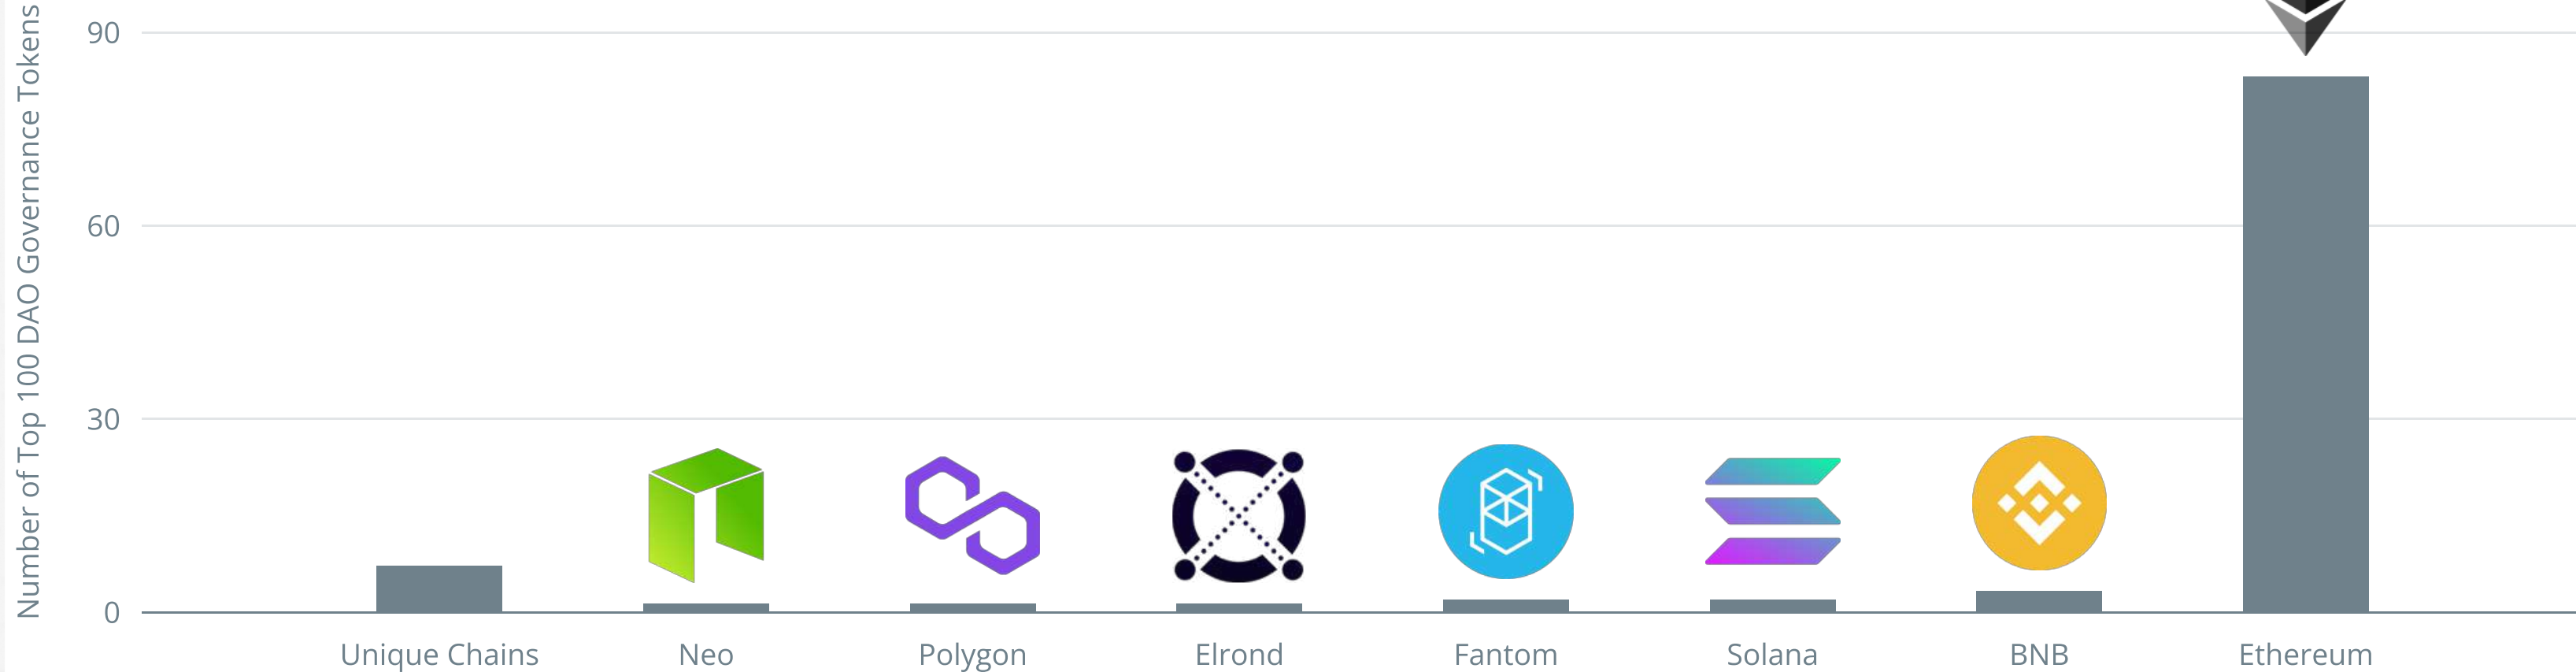 Number of Top 100 DAO Governance Tokens
90
60
30
0
Unique Chains
Neo
Polygon
Elrond
Fantom
Solana
BNB
Ethereum